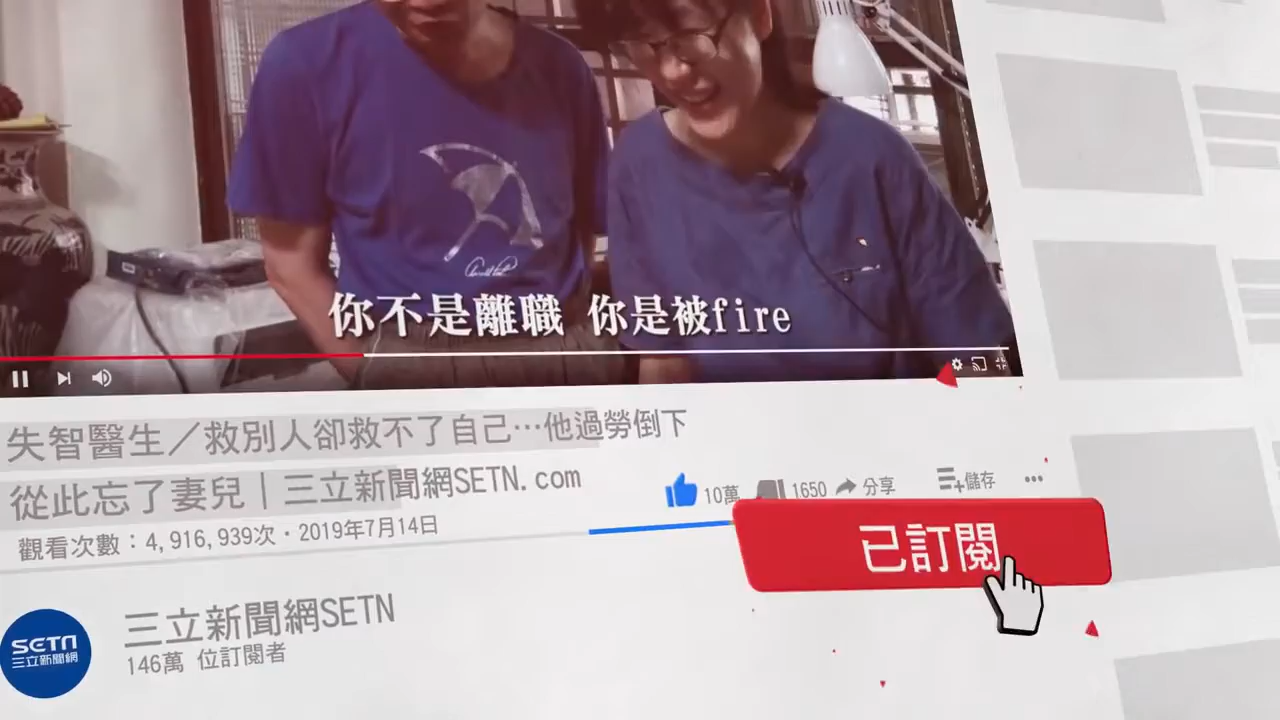 你不是離職 你是被fire
失智醫生／救別人卻救不了自己…他過勞倒下
從此忘了妻兒｜三立新聞網SETN.com
10萬
1650
分享
儲存
觀看次數：4,916,939次・2019年7月14日
已訂閱
SETN
三立新聞網
三立新聞網SETN
146萬 位訂閱者